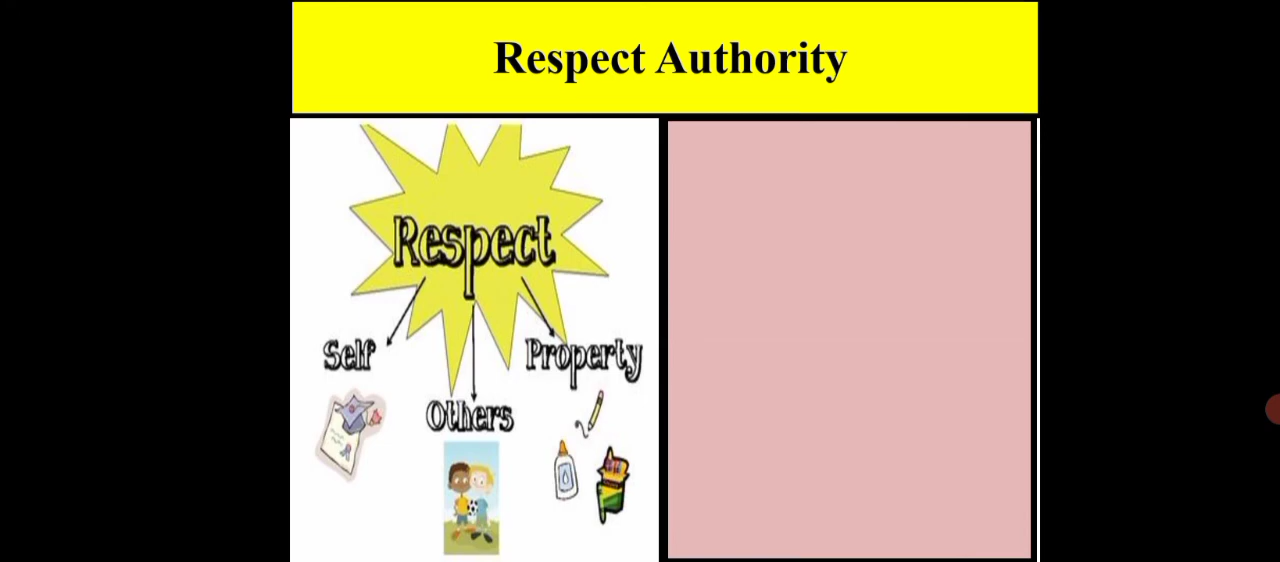 Respect Authority
Respect
Self
Property
Others